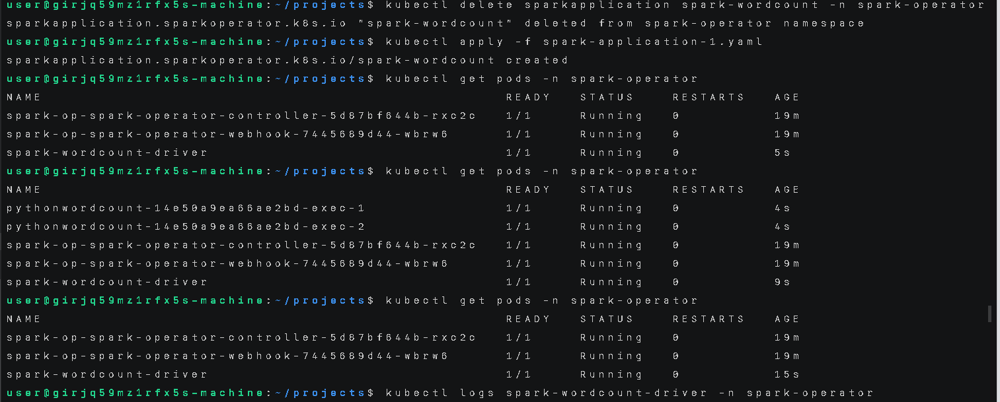 user@girjq59mz1rfx5s-machine:~/projects$ kubectl delete sparkapplication spark-wordcount -n spark-operator
sparkapplication.sparkoperator.k8s.io "spark-wordcount" deleted from spark-operator namespace
user@girjq59mz1rfx5s-machine:~/projects$ kubectl apply -f spark-application-1.yaml
sparkapplication.sparkoperator.k8s.io/spark-wordcount created
user@girjq59mz1rfx5s-machine:~/projects$ kubectl get pods -n spark-operator
NAME READY STATUS RESTARTS AGE
spark-op-spark-operator-controller-5d87bf644b-rxc2c 1/1 Running 0 19m
spark-op-spark-operator-webhook-7445689d44-wbrw6 1/1 Running 0 19m
spark-wordcount-driver 1/1 Running 0 5s
user@girjq59mz1rfx5s-machine:~/projects$ kubectl get pods -n spark-operator
NAME READY STATUS RESTARTS AGE
pythonwordcount-14e50a9ea66ae2bd-exec-1 1/1 Running 0 4s
pythonwordcount-14e50a9ea66ae2bd-exec-2 1/1 Running 0 4s
spark-op-spark-operator-controller-5d87bf644b-rxc2c 1/1 Running 0 19m
spark-op-spark-operator-webhook-7445689d44-wbrw6 1/1 Running 0 19m
spark-wordcount-driver 1/1 Running 0 9s
user@girjq59mz1rfx5s-machine:~/projects$ kubectl get pods -n spark-operator
NAME READY STATUS RESTARTS AGE
spark-op-spark-operator-controller-5d87bf644b-rxc2c 1/1 Running 0 19m
spark-op-spark-operator-webhook-7445689d44-wbrw6 1/1 Running 0 19m
spark-wordcount-driver 1/1 Running 0 15s
user@girjq59mz1rfx5s-machine:~/projects$ kubectl logs spark-wordcount-driver -n spark-operator